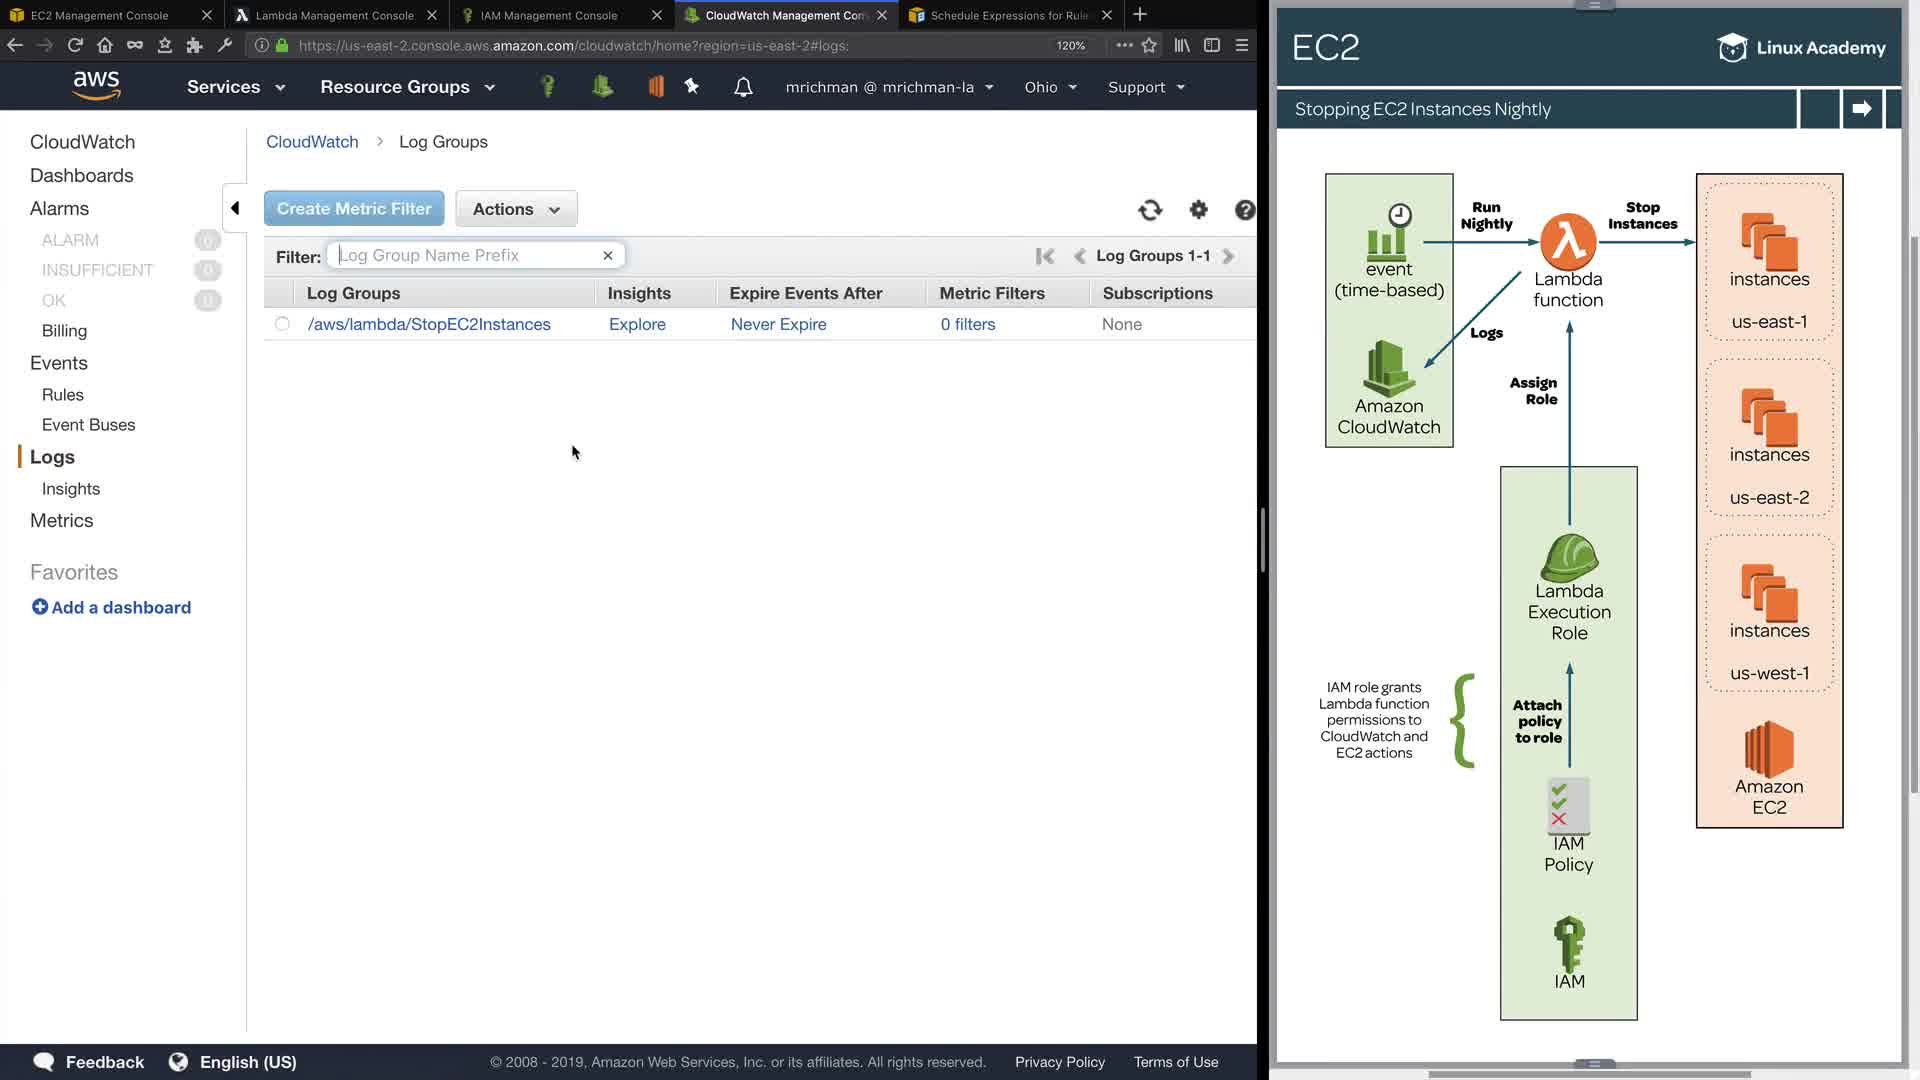 EC2 Management Console
Lambda Management Console
IAM Management Console
CloudWatch Management Con
Schedule Expressions for Rule
https://us-east-2.console.aws.amazon.com/cloudwatch/home?region=us-east-2#logs:
120%
aws
Services
Resource Groups
mrichman @ mrichman-la
Ohio
Support
CloudWatch
Dashboards
Alarms
ALARM
0
INSUFFICIENT
0
OK
0
Billing
Events
Rules
Event Buses
Logs
Insights
Metrics
Favorites
Add a dashboard
CloudWatch > Log Groups
Create Metric Filter
Actions
Filter:
Log Group Name Prefix
Log Groups 1-1
Log Groups
Insights
Expire Events After
Metric Filters
Subscriptions
/aws/lambda/StopEC2Instances
Explore
Never Expire
0 filters
None
Feedback
English (US)
© 2008 - 2019, Amazon Web Services, Inc. or its affiliates. All rights reserved.
Privacy Policy
Terms of Use
EC2
Linux Academy
Stopping EC2 Instances Nightly
event
(time-based)
Run
Nightly
Lambda
function
Stop
Instances
Logs
Amazon
CloudWatch
Assign
Role
instances
us-east-1
instances
us-east-2
instances
us-west-1
Amazon
EC2
Lambda
Execution
Role
IAM role grants
Lambda function
permissions to
CloudWatch and
EC2 actions
Attach
policy
to role
IAM
Policy
IAM